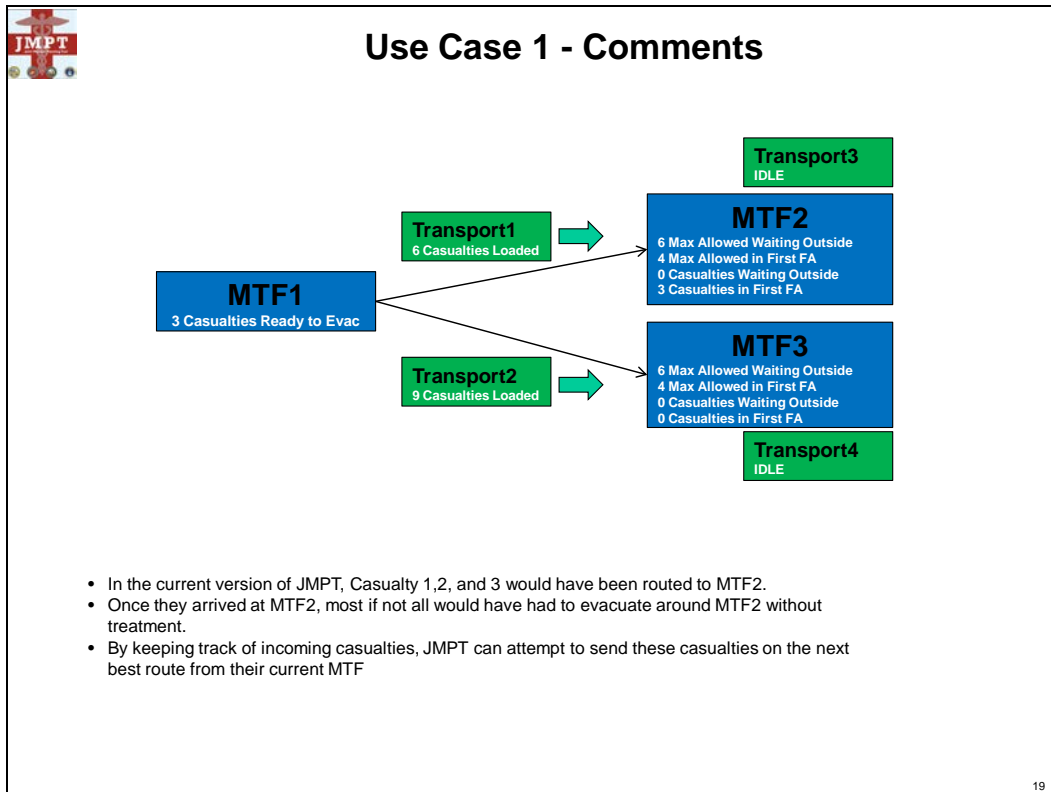 JMPT
Use Case 1 - Comments
Transport3
IDLE
Transport1
6 Casualties Loaded
MTF2
6 Max Allowed Waiting Outside
4 Max Allowed in First FA
0 Casualties Waiting Outside
3 Casualties in First FA
MTF1
3 Casualties Ready to Evac
Transport2
9 Casualties Loaded
MTF3
6 Max Allowed Waiting Outside
4 Max Allowed in First FA
0 Casualties Waiting Outside
0 Casualties in First FA
Transport4
IDLE
• In the current version of JMPT, Casualty 1,2, and 3 would have been routed to MTF2.
• Once they arrived at MTF2, most if not all would have had to evacuate around MTF2 without
treatment.
• By keeping track of incoming casualties, JMPT can attempt to send these casualties on the next
best route from their current MTF
19